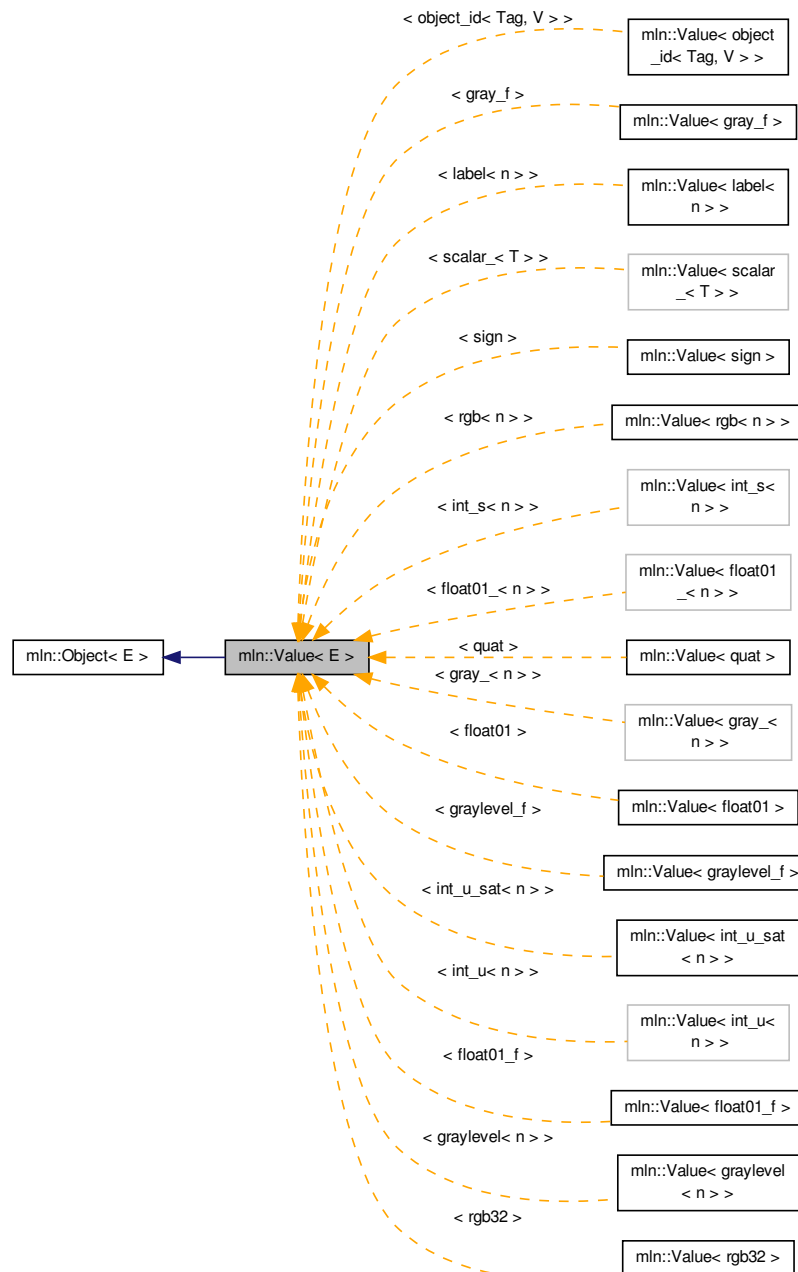 < object_id< Tag, V > >
mln::Value< object
_id< Tag, V > >
< gray_f >
mln::Value< gray_f >
< label< n > >
mln::Value< label<
n > >
< scalar_< T > >
mln::Value< scalar
_< T > >
< sign >
mln::Value< sign >
< rgb< n > >
mln::Value< rgb< n > >
< int_s< n > >
mln::Value< int_s<
n > >
< float01_< n > >
mln::Value< float01
_< n > >
mln::Object< E >
mln::Value< E >
< quat >
mln::Value< quat >
< gray_< n > >
mln::Value< gray_<
n > >
< float01 >
mln::Value< float01 >
< graylevel_f >
mln::Value< graylevel_f >
< int_u_sat< n > >
mln::Value< int_u_sat
< n > >
< int_u< n > >
mln::Value< int_u<
n > >
< float01_f >
mln::Value< float01_f >
< graylevel< n > >
mln::Value< graylevel
< n > >
< rgb32 >
mln::Value< rgb32 >